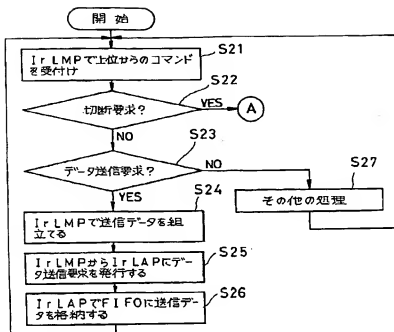 開始
IrLMPで上位からのコマンド
を受付け
S21
S22
切断要求?
YES
A
NO
S23
データ送信要求?
NO
YES
S24
S27
IrLMPで送信データを組
立てる
その他の処理
S25
IrLMPからIrLAPにデー
タ送信要求を発行する
S26
IrLAPでFIFOに送信デー
タを格納する